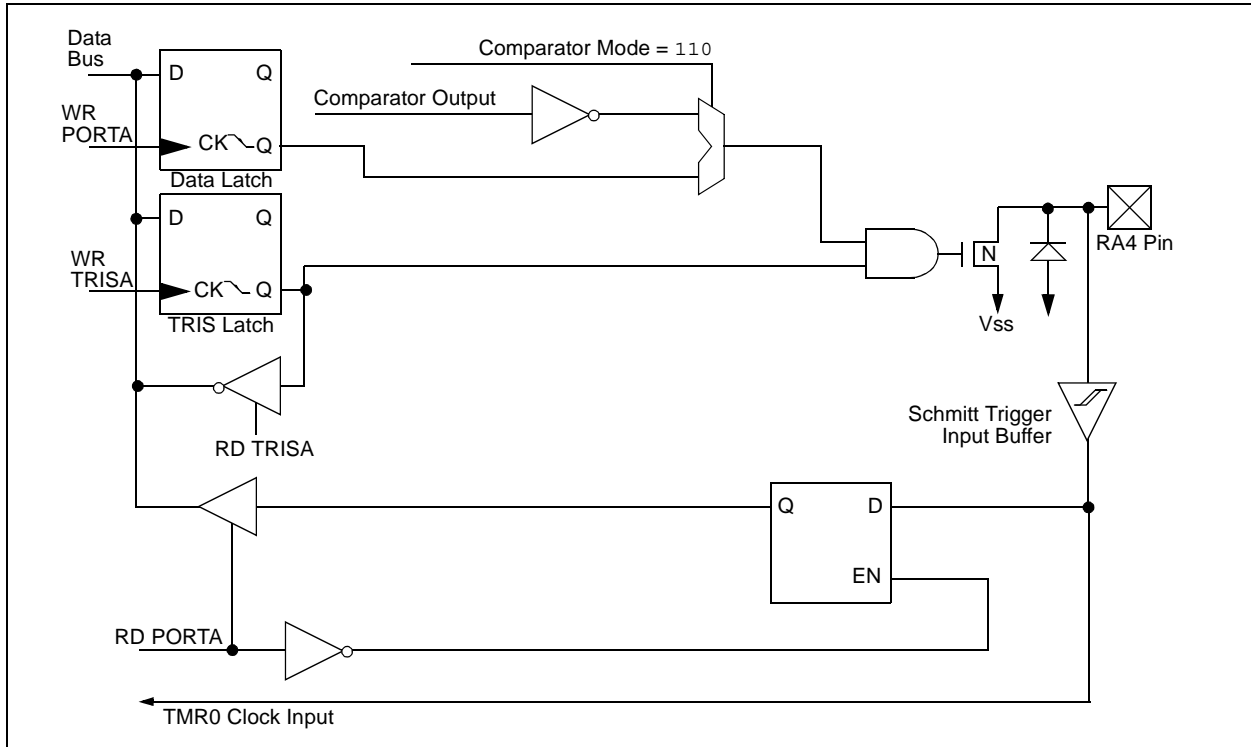 Data
Bus
D
Q
Comparator Mode = 110
Comparator Output
WR
PORTA
CK
Q
Data Latch
D
Q
WR
TRISA
CK
Q
TRIS Latch
N
RA4 Pin
Vss
RD TRISA
Schmitt Trigger
Input Buffer
Q
D
EN
RD PORTA
TMR0 Clock Input